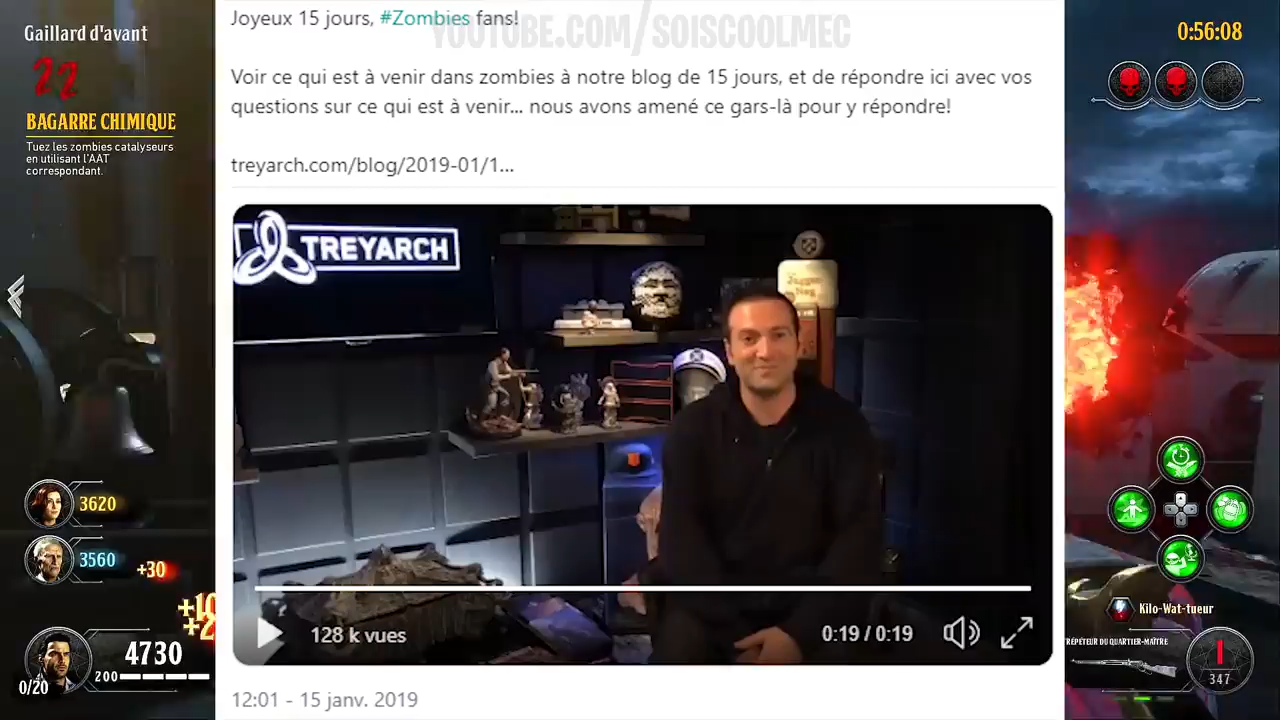 Gaillard d'avant
22
BAGARRE CHIMIQUE
Tuez les zombies catalyseurs
en utilisant l'AAT
correspondant.
YOUTUBE.COM/SOISCOOLMEC
Joyeux 15 jours, #Zombies fans!
Voir ce qui est à venir dans zombies à notre blog de 15 jours, et de répondre ici avec vos
questions sur ce qui est à venir... nous avons amené ce gars-là pour y répondre!
treyarch.com/blog/2019-01/1...
TREYARCH
128 k vues
0:19 / 0:19
12:01 - 15 janv. 2019
0:56:08
3620
3560
+30
+10
4730
200
0/20
Kilo-Wat-tueur
RÉPÉTEUR DU QUARTIER-MAÎTRE
347